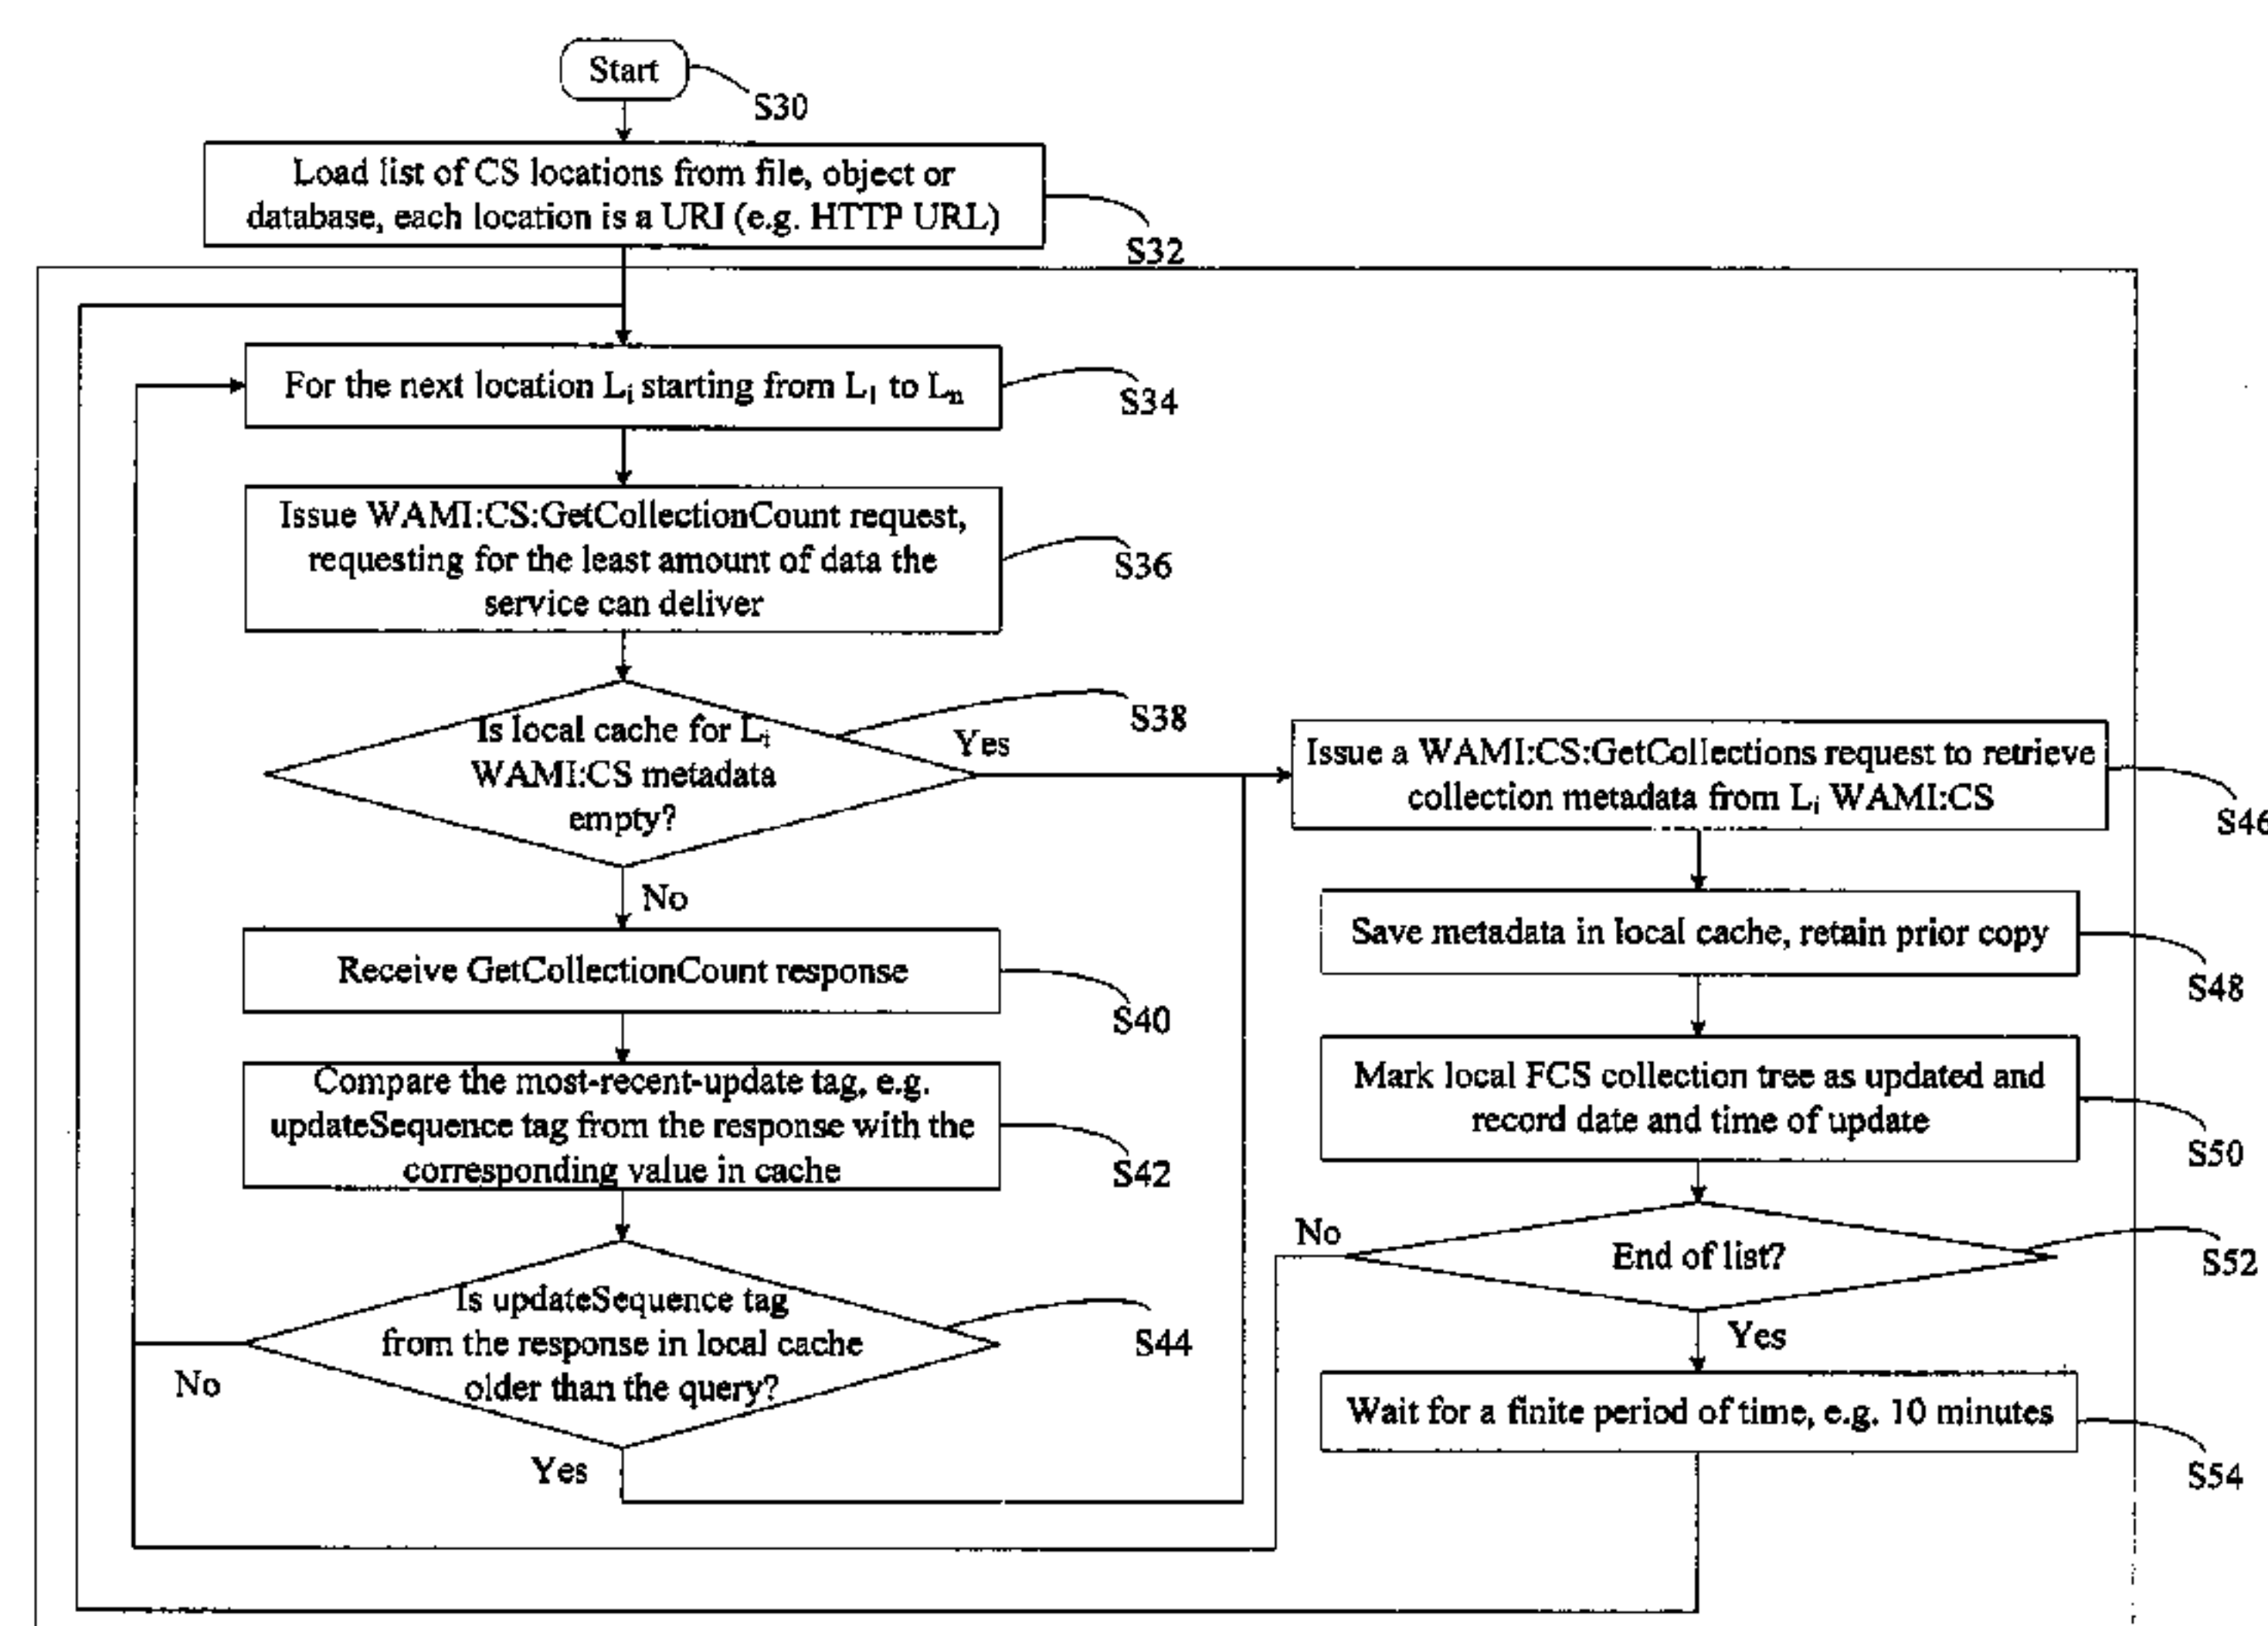 Start
S30
Load list of CS locations from file, object or
database, each location is a URI (e.g. HTTP URL)
S32
For the next location Li starting from L1 to Ln
S34
Issue WAMI:CS:GetCollectionCount request,
requesting for the least amount of data the
service can deliver
S36
Is local cache for Li
WAMI:CS metadata
empty?
S38
Yes
No
Receive GetCollectionCount response
S40
Compare the most-recent-update tag, e.g.
updateSequence tag from the response with the
corresponding value in cache
S42
Is updateSequence tag
from the response in local cache
older than the query?
S44
No
Yes
Issue a WAMI:CS:GetCollections request to retrieve
collection metadata from Li WAMI:CS
S46
Save metadata in local cache, retain prior copy
S48
Mark local FCS collection tree as updated and
record date and time of update
S50
No
End of list?
S52
Yes
Wait for a finite period of time, e.g. 10 minutes
S54